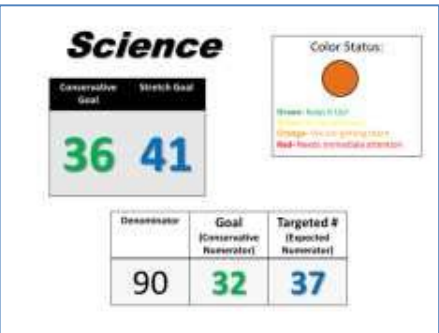 Science
Color Status:
Conservative Goal
Stretch Goal
36
41
Green- Keep it Up!
Orange- We are getting there
Red- Needs immediate attention
Denominator
Goal
(Conservative
Numerator)
Targeted #
(Expected
Numerator)
90
32
37